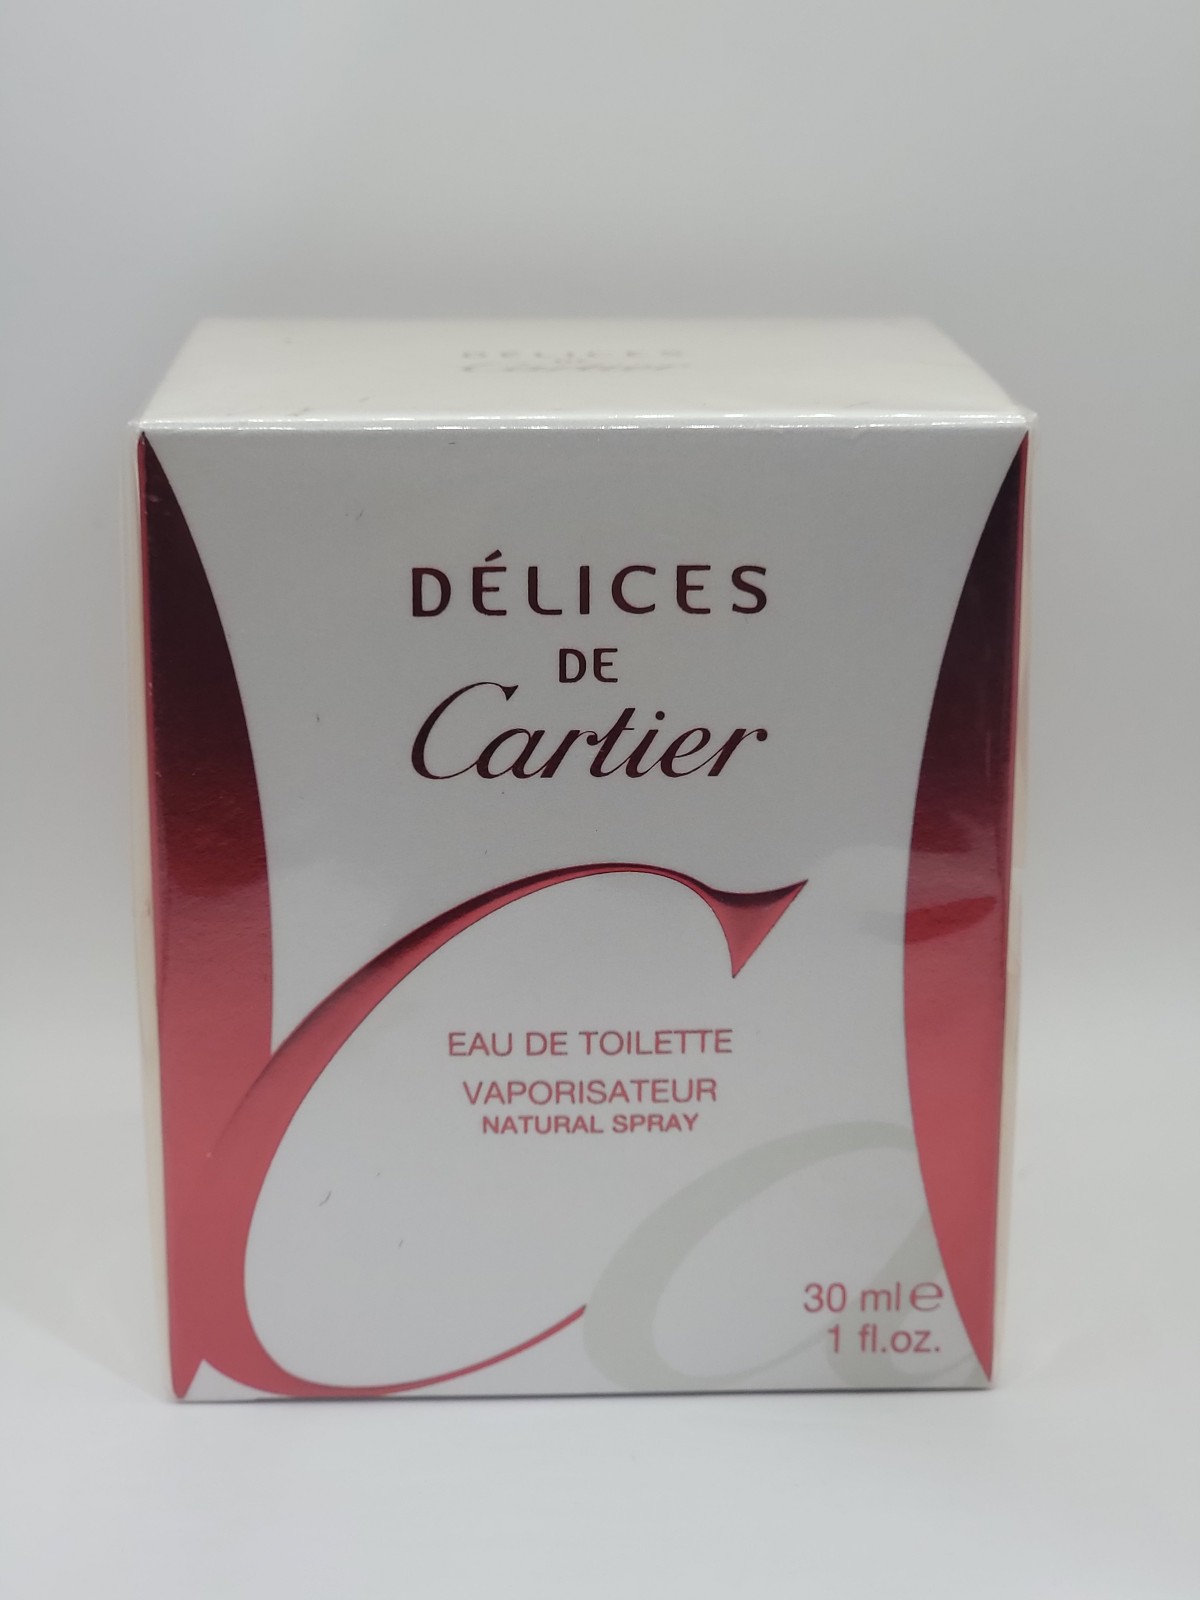 DÉLICES
Cartier
DÉLICES
DE
Cartier
EAU DE TOILETTE
VAPORISATEUR
NATURAL SPRAY
30 ml e
1 fl.oz.